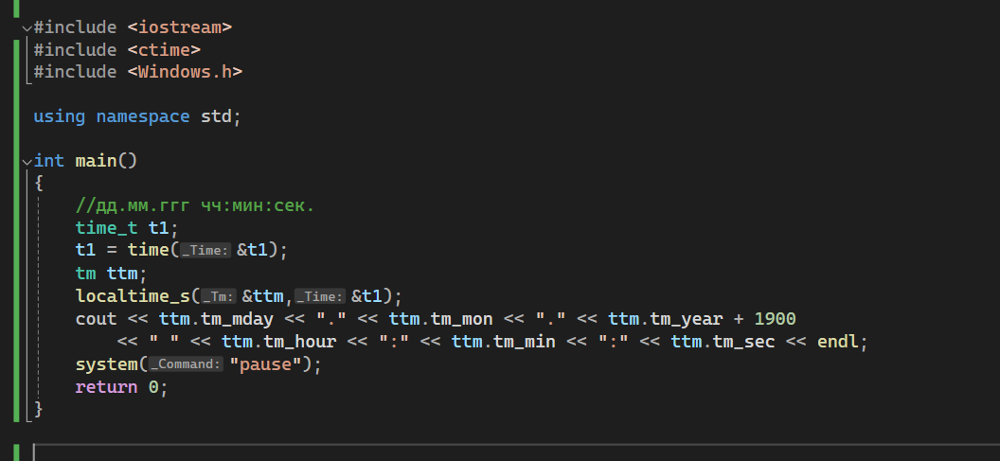 #include <iostream>
#include <ctime>
#include <Windows.h>
using namespace std;
int main()
{
//дд.мм.ггг чч:мин:сек.
time_t t1;
t1 = time(_Time: &t1);
tm ttm;
localtime_s(_Tm: &ttm, _Time: &t1);
cout << ttm.tm_mday << "." << ttm.tm_mon << "." << ttm.tm_year + 1900
<< " " << ttm.tm_hour << ":" << ttm.tm_min << ":" << ttm.tm_sec << endl;
system(_Command: "pause");
return 0;
}